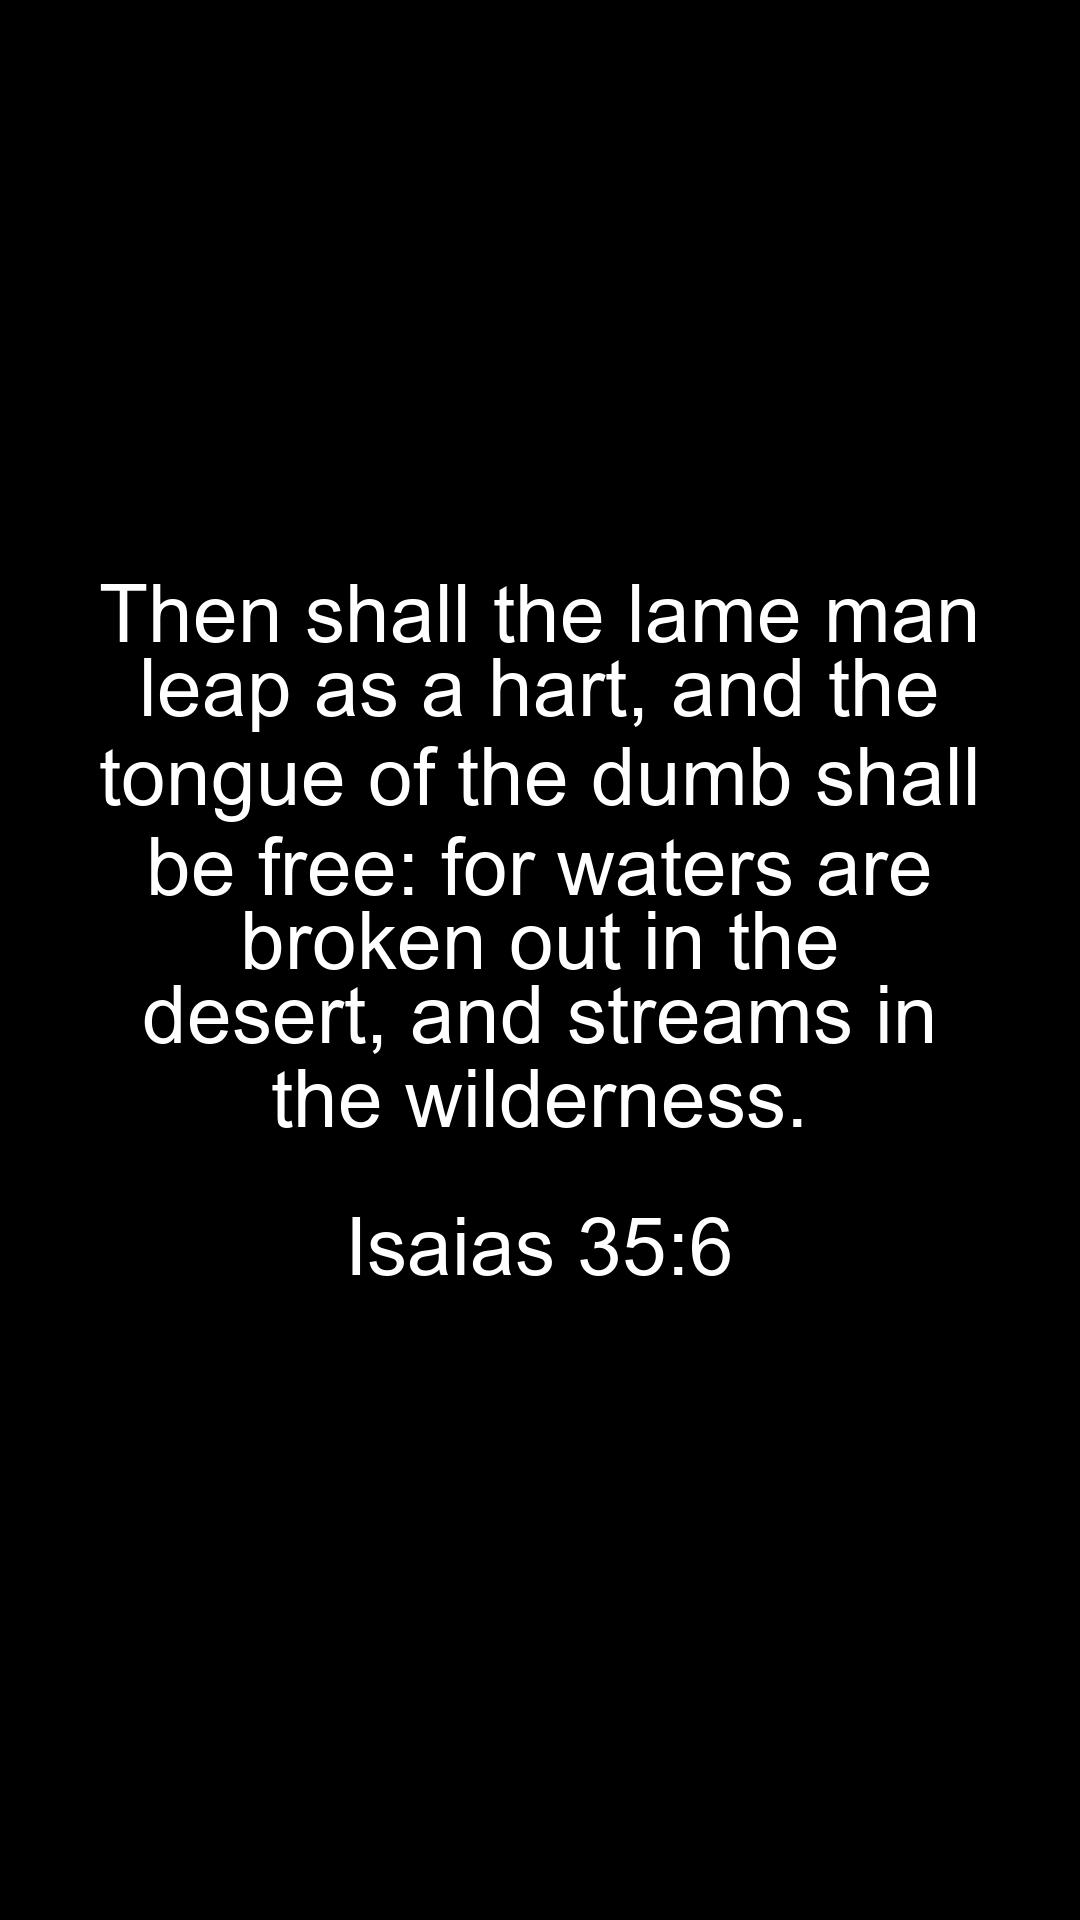 Then shall the lame man
leap as a hart, and the
tongue of the dumb shall
be free: for waters are
broken out in the
desert, and streams in
the wilderness.
Isaias 35:6